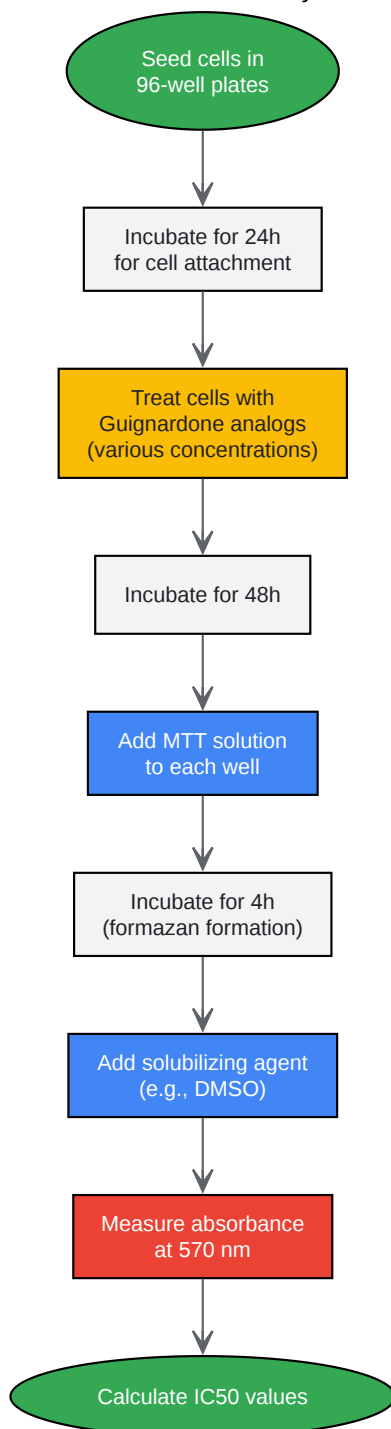 Seed cells in
96-well plates
Incubate for 24h
for cell attachment
Treat cells with
Guignardone analogs
(various concentrations)
Incubate for 48h
Add MTT solution
to each well
Incubate for 4h
(formazan formation)
Add solubilizing agent
(e.g., DMSO)
Measure absorbance
at 570 nm
Calculate IC50 values